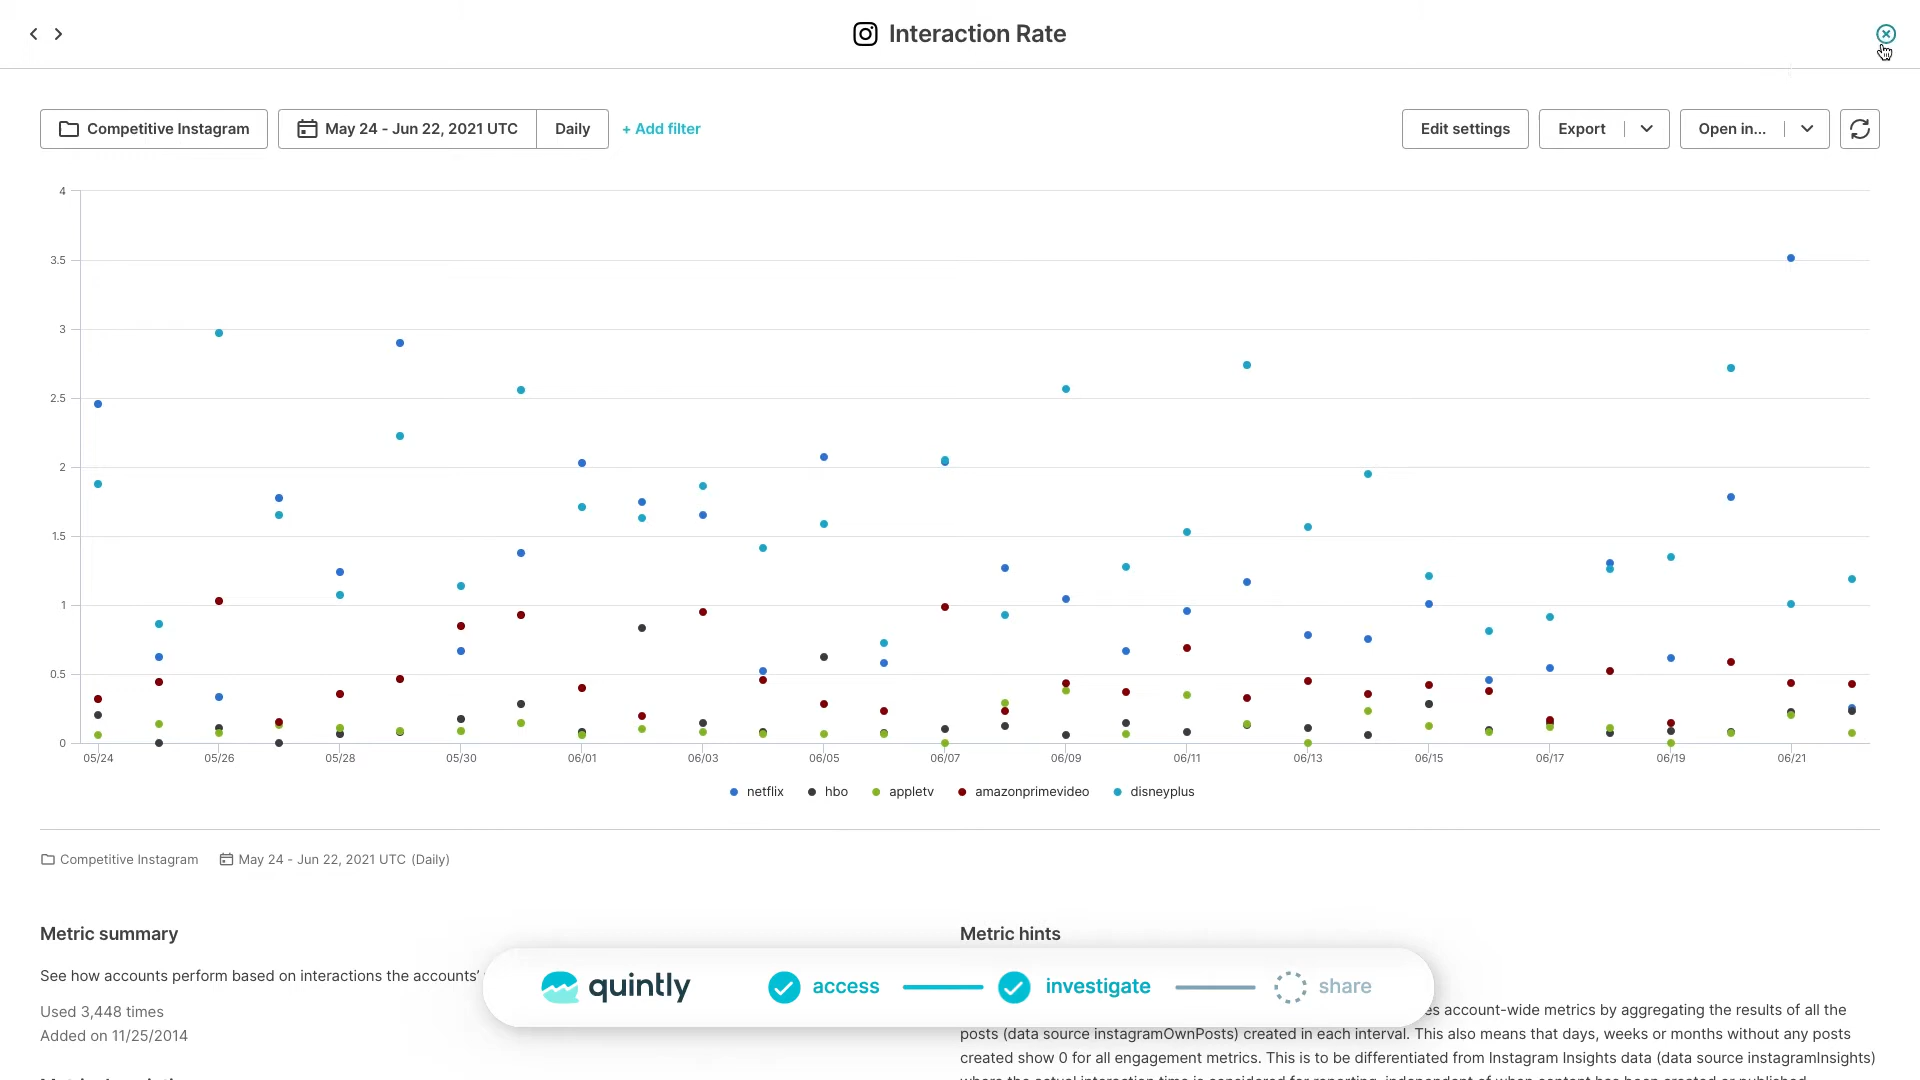 Interaction Rate
Competitive Instagram
May 24 - Jun 22, 2021 UTC
Daily
+ Add filter
Edit settings
Export
Open in...
4
3.5
3
2.5
2
1.5
1
0.5
0
05/24 05/26 05/28 05/30 06/01 06/03 06/05 06/07 06/09 06/11 06/13 06/15 06/17 06/19 06/21
netflix hbo appletv amazonprimevideo disneyplus
Competitive Instagram May 24 - Jun 22, 2021 UTC (Daily)
Metric summary
See how accounts perform based on interactions the accounts'
Used 3,448 times
Added on 11/25/2014
Metric hints
account-wide metrics by aggregating the results of all the
posts (data source instagramOwnPosts) created in each interval. This also means that days, weeks or months without any posts
created show 0 for all engagement metrics. This is to be differentiated from Instagram Insights data (data source instagramInsights)
quintly access investigate share